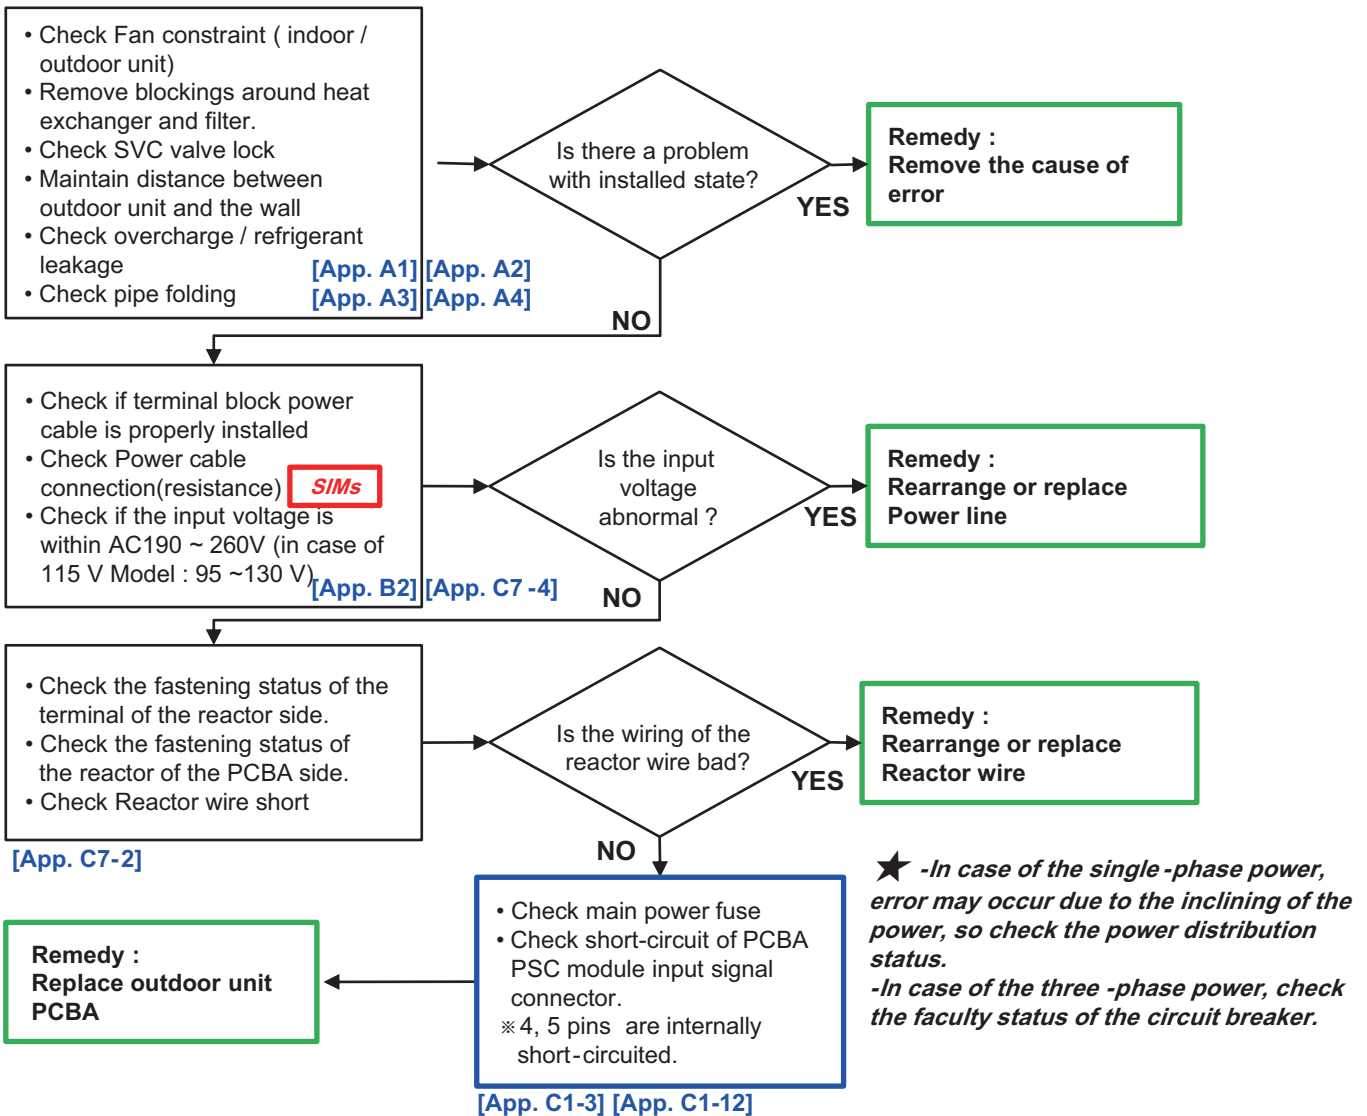 • Check Fan constraint ( indoor /
outdoor unit)
• Remove blockings around heat
exchanger and filter.
• Check SVC valve lock
• Maintain distance between
outdoor unit and the wall
• Check overcharge / refrigerant
leakage
• Check pipe folding
[App. A1] [App. A2]
[App. A3] [App. A4]
Is there a problem
with installed state?
YES
Remedy :
Remove the cause of
error
NO
• Check if terminal block power
cable is properly installed
• Check Power cable
connection(resistance)
SIMs
• Check if the input voltage is
within AC190 ~ 260V (in case of
115 V Model : 95 ~130 V)
[App. B2] [App. C7 -4]
Is the input
voltage
abnormal ?
YES
Remedy :
Rearrange or replace
Power line
NO
• Check the fastening status of the
terminal of the reactor side.
• Check the fastening status of
the reactor of the PCBA side.
• Check Reactor wire short
[App. C7-2]
Is the wiring of the
reactor wire bad?
YES
Remedy :
Rearrange or replace
Reactor wire
NO
• Check main power fuse
• Check short-circuit of PCBA
PSC module input signal
connector.
※ 4, 5 pins are internally
short-circuited.
[App. C1-3] [App. C1-12]
Remedy :
Replace outdoor unit
PCBA
★ -In case of the single -phase power,
error may occur due to the inclining of the
power, so check the power distribution
status.
-In case of the three -phase power, check
the faculty status of the circuit breaker.